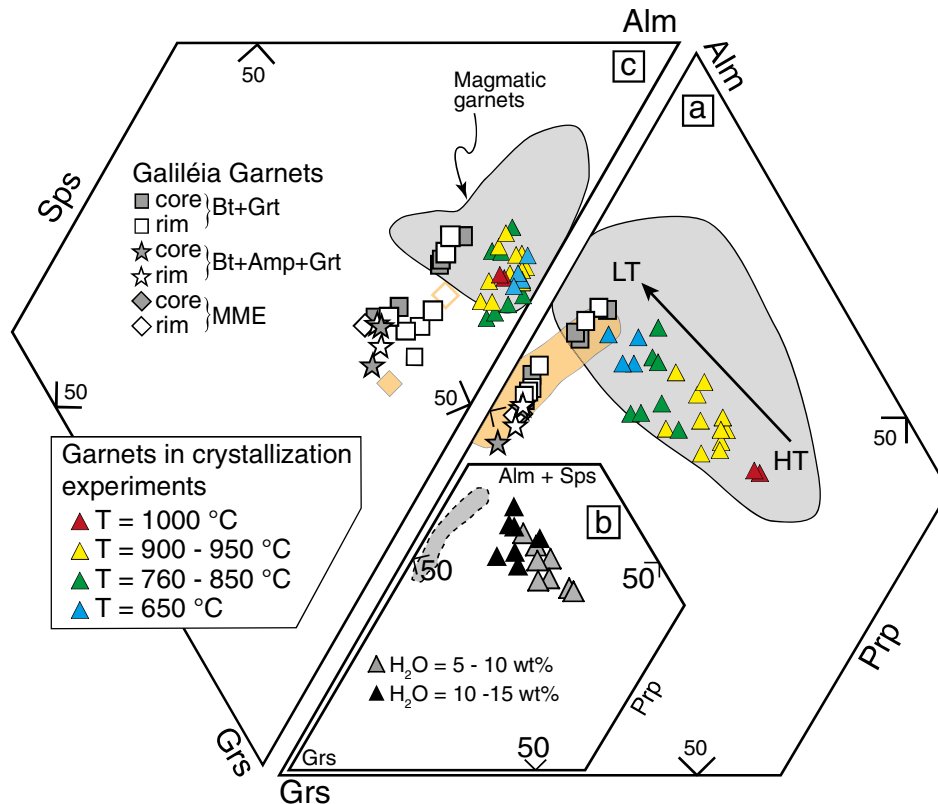 Alm
Alm
50
c
a
Magmatic
garnets
Sps
Galiléia Garnets
core
rim
Bt+Grt
core
rim
Bt+Amp+Grt
core
rim
MME
LT
HT
50
50
50
Garnets in crystallization
experiments
T = 1000 °C
T = 900 - 950 °C
T = 760 - 850 °C
T = 650 °C
Alm + Sps
b
50
50
H₂O = 5 - 10 wt%
H₂O = 10 -15 wt%
Prp
Prp
Grs
Grs
50
50
Grs